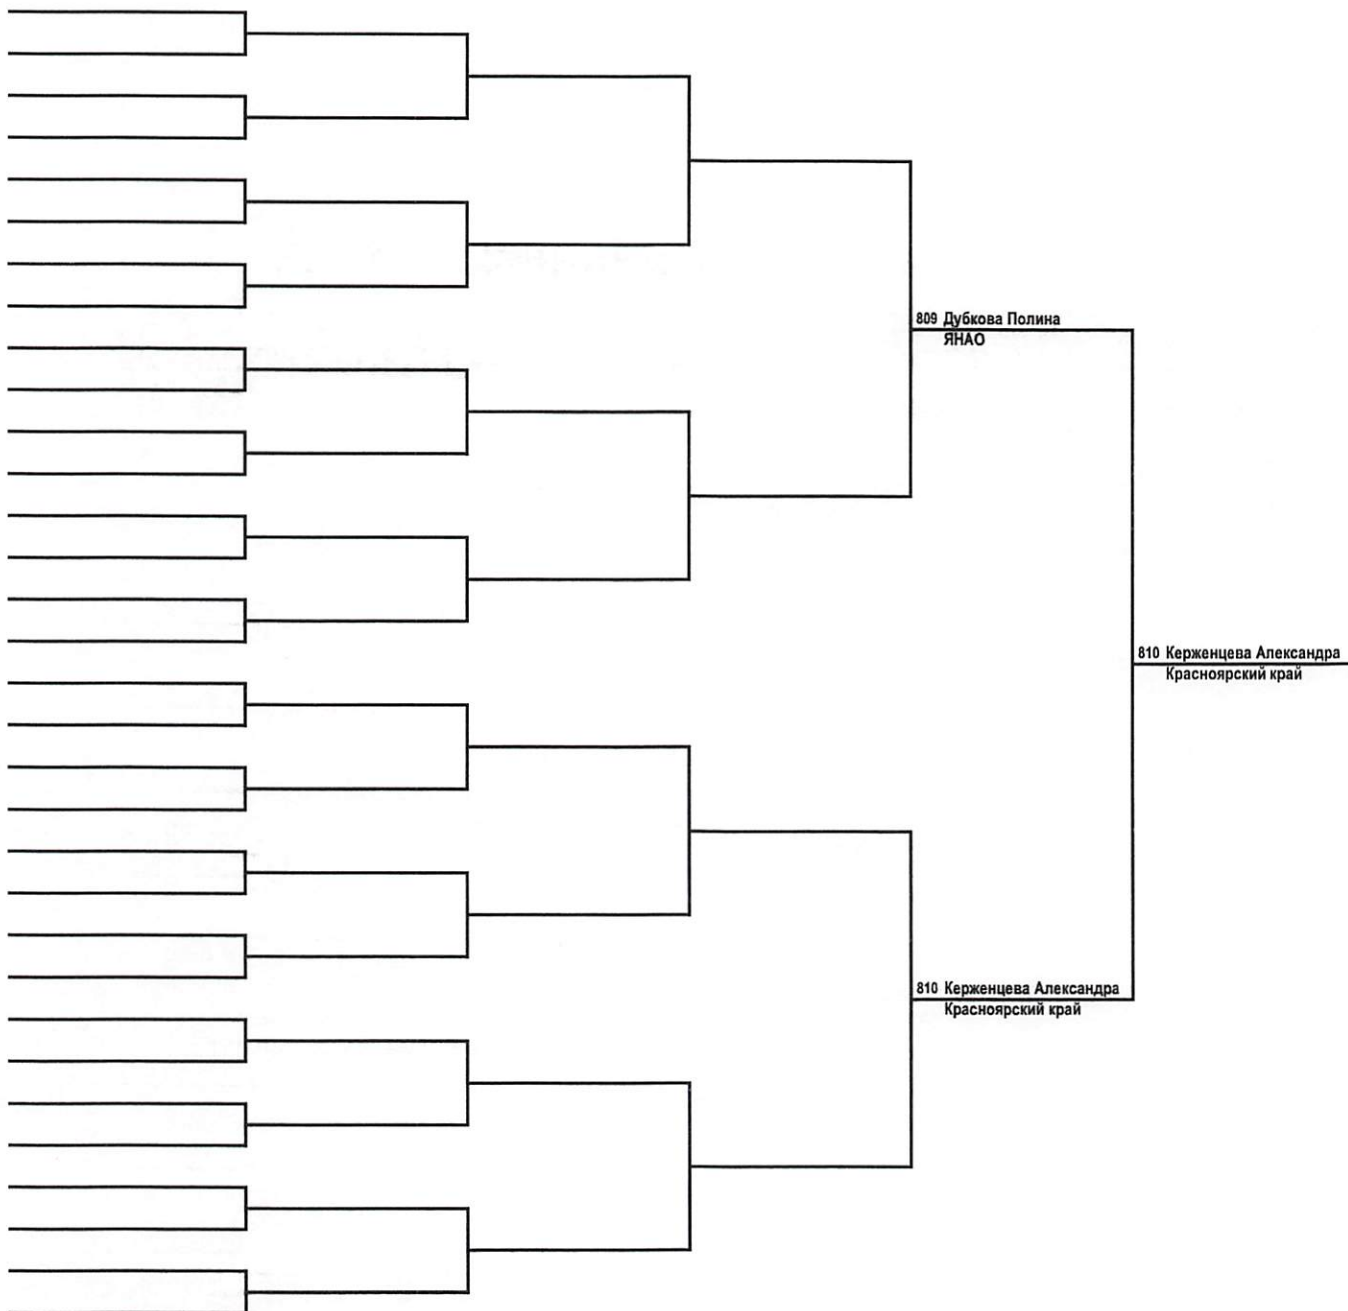 809 Дубкова Полина
ЯНАО
810 Керженцева Александра
Красноярский край
810 Керженцева Александра
Красноярский край